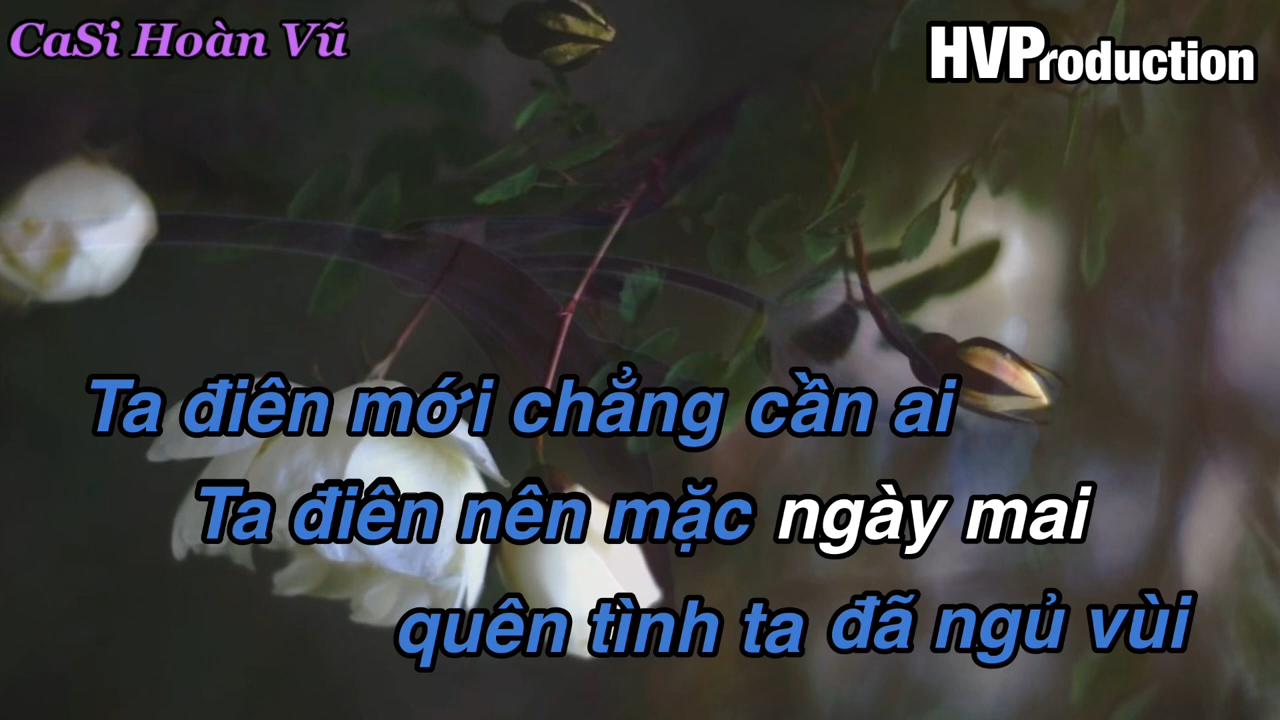 CaSi Hoàn Vũ
HVProduction
Ta điên mới chẳng cần ai
Ta điên nên mặc ngày mai
quên tình ta đã ngủ vùi